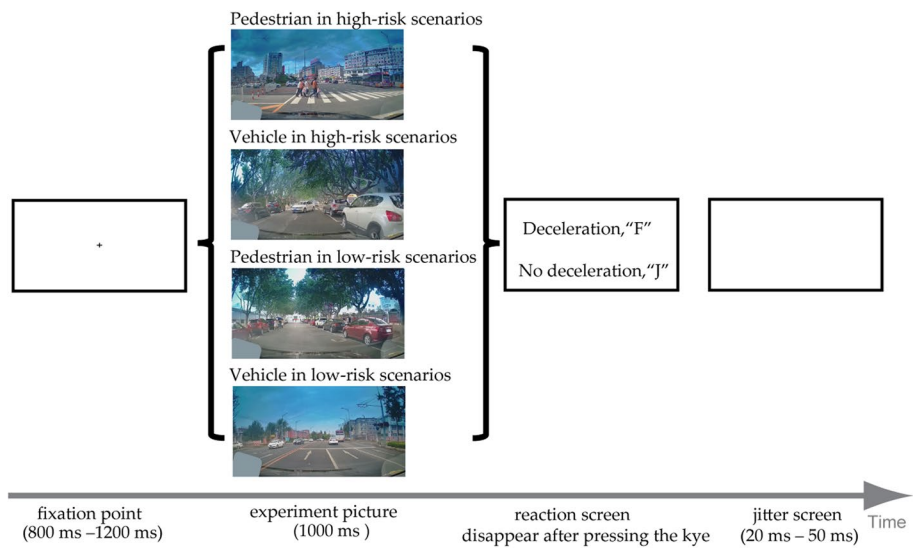 Pedestrian in high-risk scenarios
Vehicle in high-risk scenarios
Pedestrian in low-risk scenarios
Vehicle in low-risk scenarios
+
Deceleration,“F”
No deceleration,“J”
fixation point
(800 ms –1200 ms)
experiment picture
(1000 ms )
reaction screen
disappear after pressing the kye
jitter screen
(20 ms – 50 ms)
Time